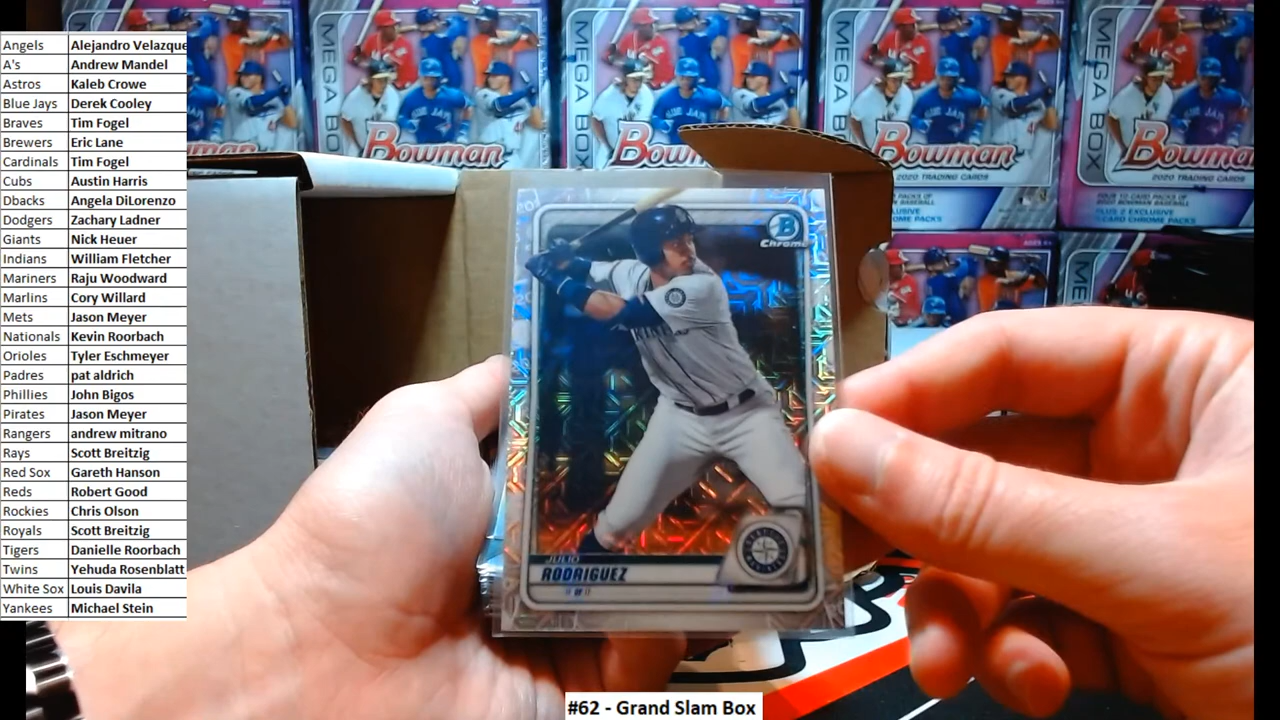 Angels Alejandro Velazque
A's Andrew Mandel
Astros Kaleb Crowe
Blue Jays Derek Cooley
Braves Tim Fogel
Brewers Eric Lane
Cardinals Tim Fogel
Cubs Austin Harris
Dbacks Angela DiLorenzo
Dodgers Zachary Ladner
Giants Nick Heuer
Indians William Fletcher
Mariners Raju Woodward
Marlins Cory Willard
Mets Jason Meyer
Nationals Kevin Roorbach
Orioles Tyler Eschmeyer
Padres pat aldrich
Phillies John Bigos
Pirates Jason Meyer
Rangers andrew mitrano
Rays Scott Breitzig
Red Sox Gareth Hanson
Reds Robert Good
Rockies Chris Olson
Royals Scott Breitzig
Tigers Danielle Roorbach
Twins Yehuda Rosenblatt
White Sox Louis Davila
Yankees Michael Stein
MEGA BOX
Bowman
MEGA BOX
Bowman
MEGA BOX
Bowman
2020 TRADING CARDS
MEGA BOX
Bowman
2020 TRADING CARDS
PLUS 2 EXCLUSIVE
CARD CHROME PACKS
B
Chrome
JULIO
RODRIGUEZ
#62 - Grand Slam Box